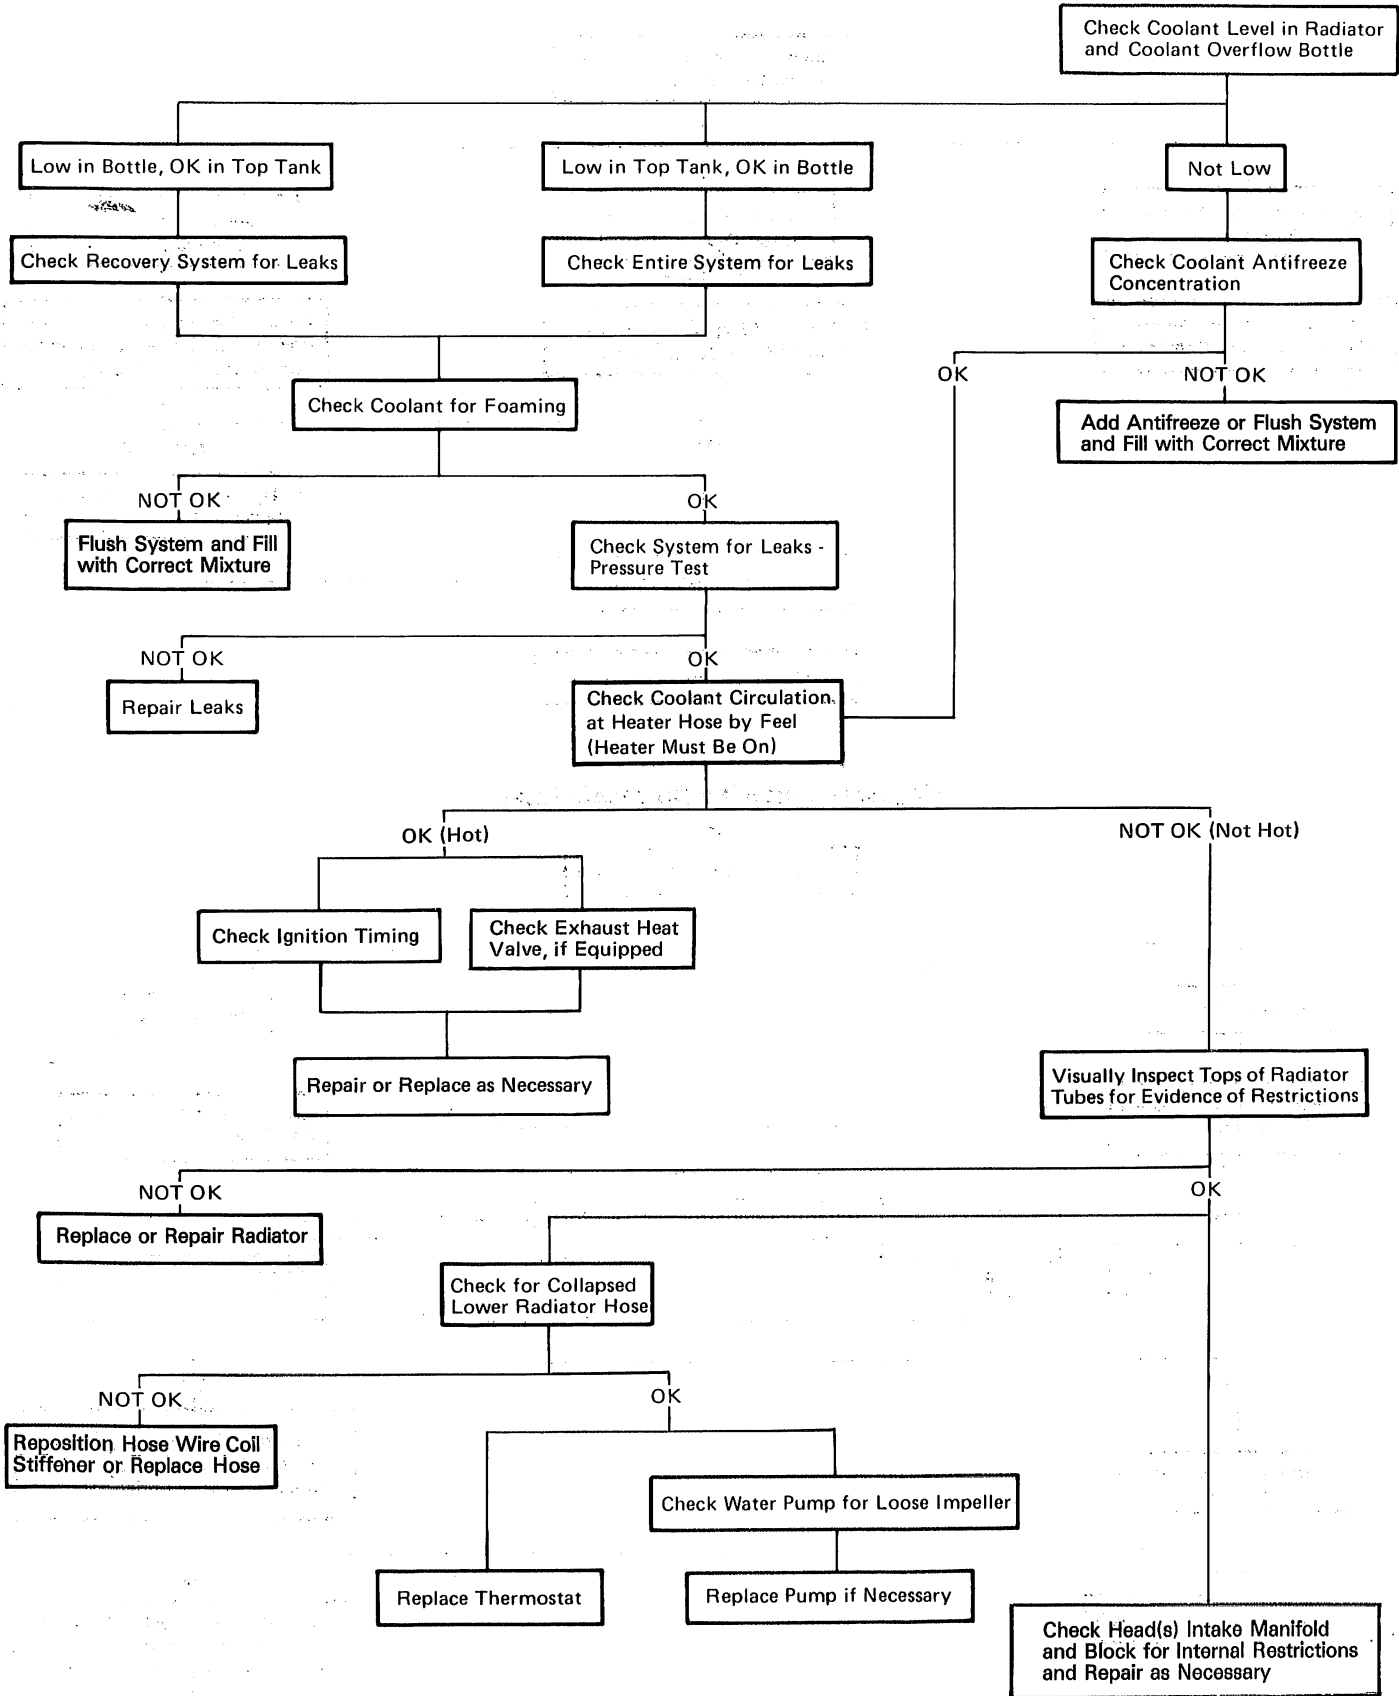 Check Coolant Level in Radiator
and Coolant Overflow Bottle
Low in Bottle, OK in Top Tank
Low in Top Tank, OK in Bottle
Not Low
Check Recovery System for Leaks
Check Entire System for Leaks
Check Coolant Antifreeze
Concentration
OK
NOT OK
Check Coolant for Foaming
Add Antifreeze or Flush System
and Fill with Correct Mixture
NOT OK
OK
Flush System and Fill
with Correct Mixture
Check System for Leaks -
Pressure Test
NOT OK
OK
Repair Leaks
Check Coolant Circulation
at Heater Hose by Feel
(Heater Must Be On)
OK (Hot)
NOT OK (Not Hot)
Check Ignition Timing
Check Exhaust Heat
Valve, if Equipped
Repair or Replace as Necessary
Visually Inspect Tops of Radiator
Tubes for Evidence of Restrictions
NOT OK
OK
Replace or Repair Radiator
Check for Collapsed
Lower Radiator Hose
NOT OK
OK
Reposition Hose Wire Coil
Stiffener or Replace Hose
Check Water Pump for Loose Impeller
Replace Thermostat
Replace Pump if Necessary
Check Head(s) Intake Manifold
and Block for Internal Restrictions
and Repair as Necessary